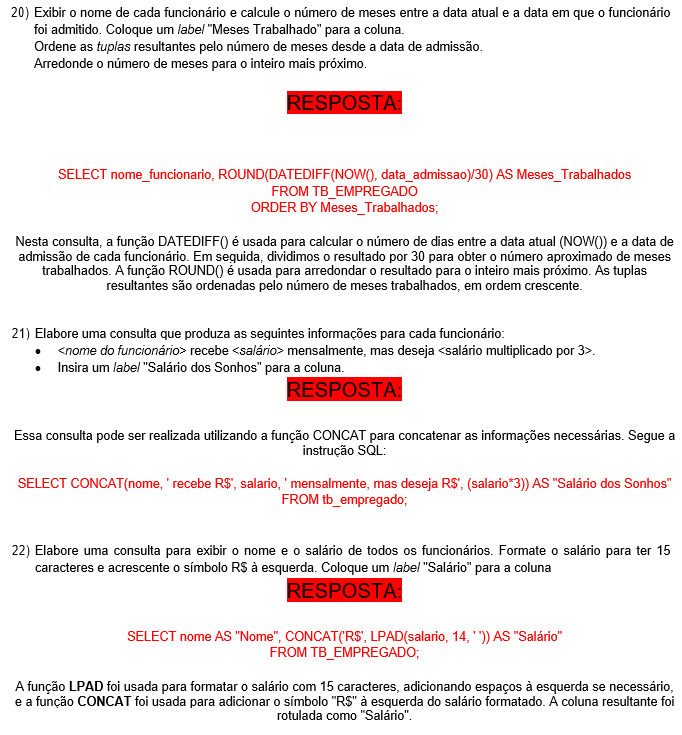 20) Exibir o nome de cada funcionário e calcule o número de meses entre a data atual e a data em que o funcionário
foi admitido. Coloque um label "Meses Trabalhado" para a coluna.
Ordene as tuplas resultantes pelo número de meses desde a data de admissão.
Arredonde o número de meses para o inteiro mais próximo.
RESPOSTA:
SELECT nome_funcionario, ROUND(DATEDIFF(NOW(), data_admissao)/30) AS Meses_Trabalhados
FROM TB_EMPREGADO
ORDER BY Meses_Trabalhados;
Nesta consulta, a função DATEDIFF() é usada para calcular o número de dias entre a data atual (NOW()) e a data de
admissão de cada funcionário. Em seguida, dividimos o resultado por 30 para obter o número aproximado de meses
trabalhados. A função ROUND() é usada para arredondar o resultado para o inteiro mais próximo. As tuplas
resultantes são ordenadas pelo número de meses trabalhados, em ordem crescente.
21) Elabore uma consulta que produza as seguintes informações para cada funcionário:
• <nome do funcionário> recebe <salário> mensalmente, mas deseja <salário multiplicado por 3>.
• Insira um label "Salário dos Sonhos" para a coluna.
RESPOSTA:
Essa consulta pode ser realizada utilizando a função CONCAT para concatenar as informações necessárias. Segue a
instrução SQL:
SELECT CONCAT(nome, ' recebe R$', salario, ' mensalmente, mas deseja R$', (salario*3)) AS "Salário dos Sonhos"
FROM tb_empregado;
22) Elabore uma consulta para exibir o nome e o salário de todos os funcionários. Formate o salário para ter 15
caracteres e acrescente o símbolo R$ à esquerda. Coloque um label "Salário" para a coluna
RESPOSTA:
SELECT nome AS "Nome", CONCAT('R$', LPAD(salario, 14, ' ')) AS "Salário"
FROM TB_EMPREGADO;
A função LPAD foi usada para formatar o salário com 15 caracteres, adicionando espaços à esquerda se necessário,
e a função CONCAT foi usada para adicionar o símbolo "R$" à esquerda do salário formatado. A coluna resultante foi
rotulada como "Salário".